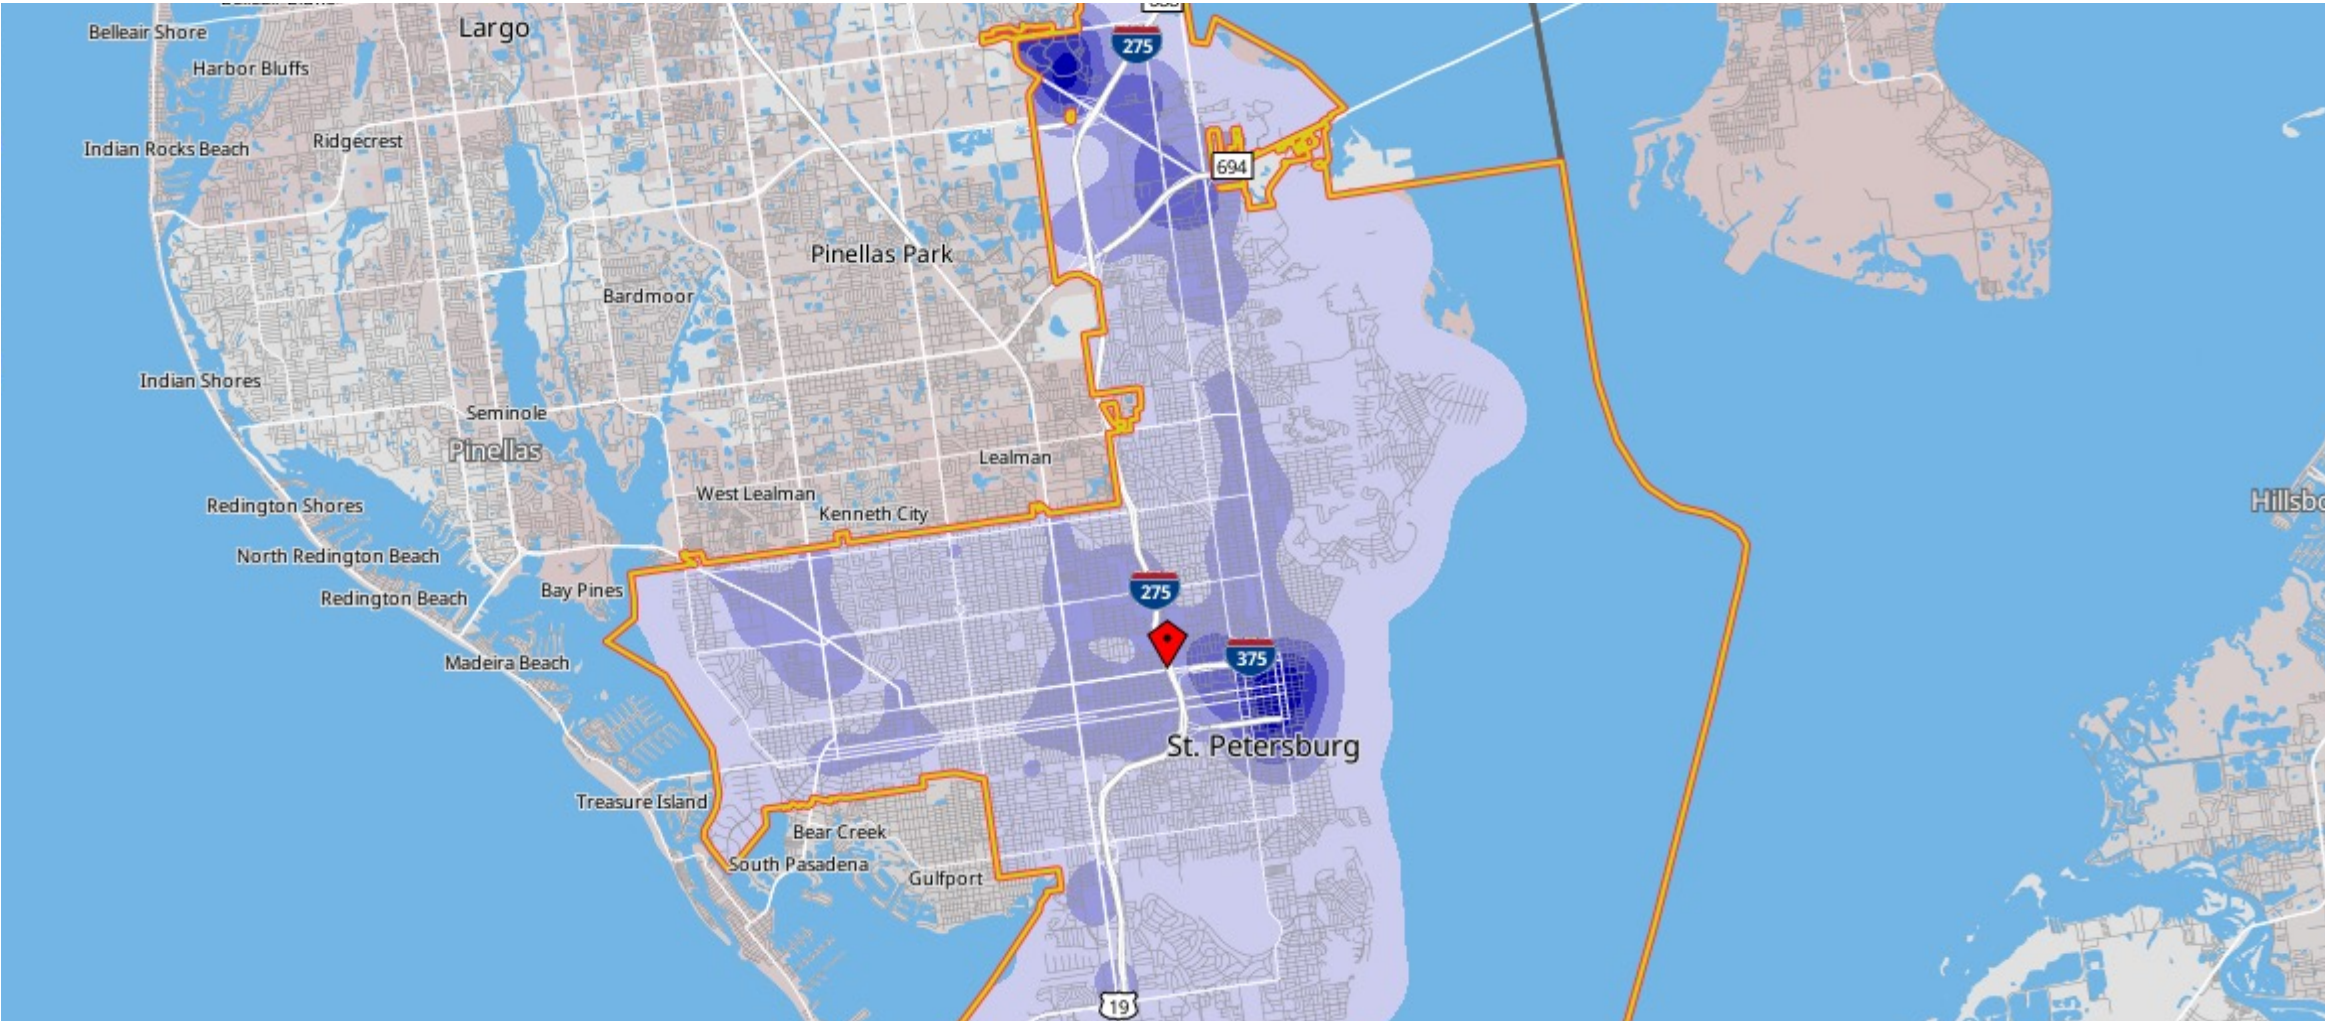 Largo
Belleair Shore
275
Harbor Bluffs
Ridgecrest
Indian Rocks Beach
694
Pinellas Park
Bardmoor
Indian Shores
Seminole
Pinellas
Lealman
West Lealman
Redington Shores
Kenneth City
North Redington Beach
Bay Pines
275
Redington Beach
375
Madeira Beach
St. Petersburg
Treasure Island
Bear Creek
South Pasadena
Gulfport
19